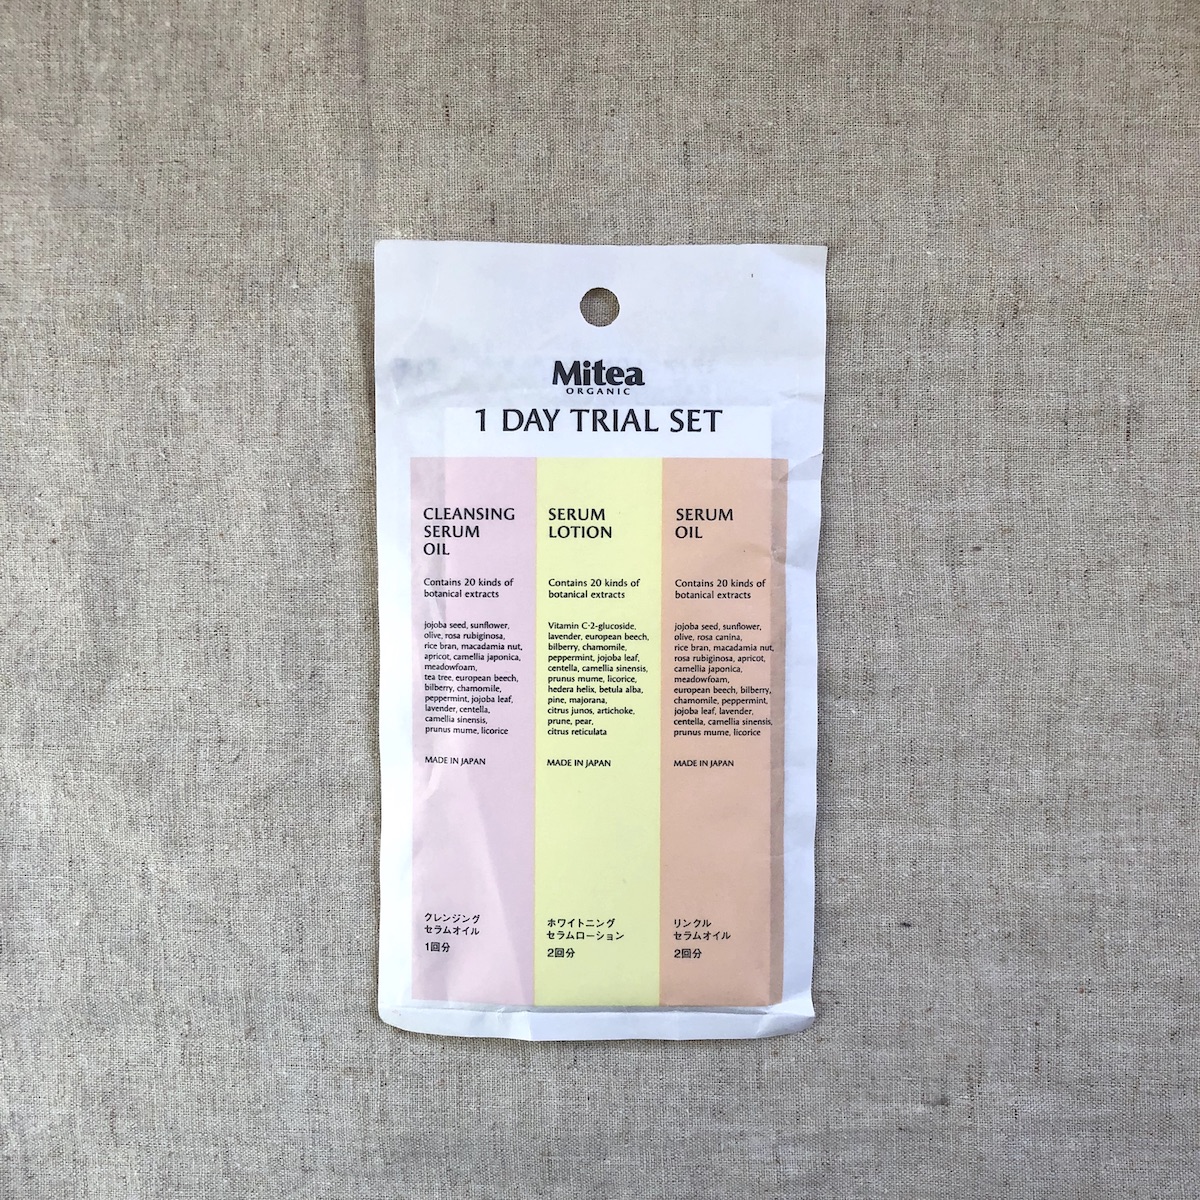 Mitea
ORGANIC
1 DAY TRIAL SET
CLEANSING
SERUM
OIL
Contains 20 kinds of
botanical extracts
jojoba seed, sunflower,
olive, rosa rubiginosa,
rice bran, macadamia nut,
apricot, camellia japonica,
meadowfoam,
tea tree, european beech,
bilberry, chamomile,
peppermint, jojoba leaf,
lavender, centella,
camellia sinensis,
prunus mume, licorice
MADE IN JAPAN
クレンジング
セラムオイル
1回分
SERUM
LOTION
Contains 20 kinds of
botanical extracts
Vitamin C-2-glucoside,
lavender, european beech,
bilberry, chamomile,
peppermint, jojoba leaf,
centella, camellia sinensis,
prunus mume, licorice,
hedera helix, betula alba,
pine, majorana,
citrus junos, artichoke,
prune, pear,
citrus reticulata
MADE IN JAPAN
ホワイトニング
セラムローション
2回分
SERUM
OIL
Contains 20 kinds of
botanical extracts
jojoba seed, sunflower,
olive, rosa canina,
rice bran, macadamia nut,
rosa rubiginosa, apricot,
camellia japonica,
meadowfoam,
european beech, bilberry,
chamomile, peppermint,
jojoba leaf, lavender,
centella, camellia sinensis,
prunus mume, licorice
MADE IN JAPAN
リンクル
セラムオイル
2回分